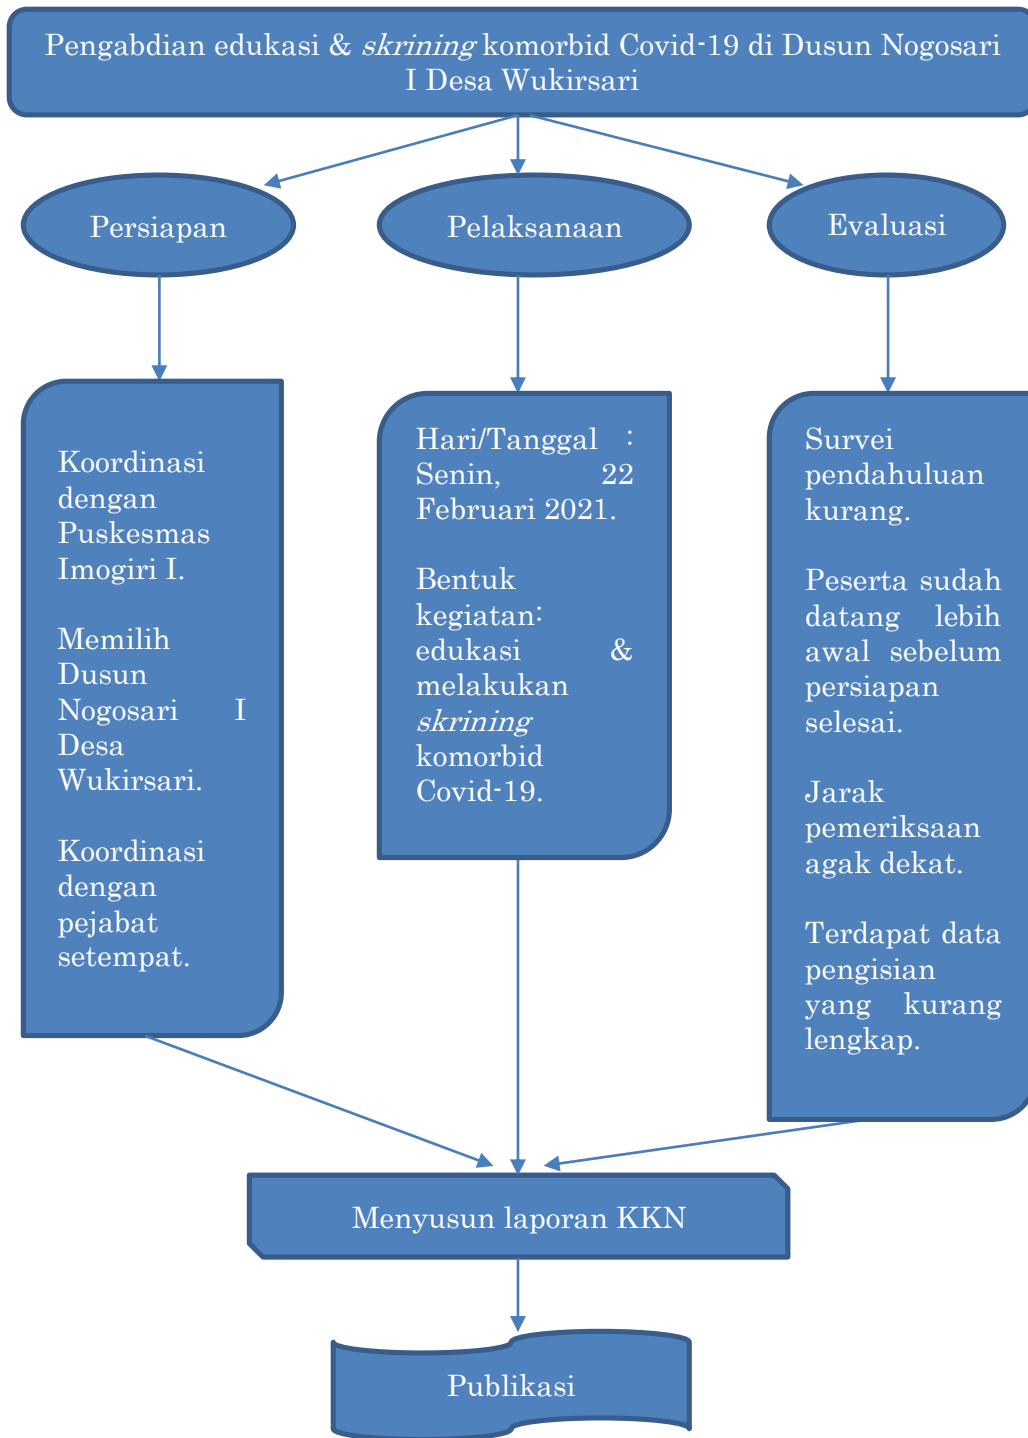 Pengabdian edukasi & skrining komorbid Covid-19 di Dusun Nogosari
I Desa Wukirsari
Persiapan
Pelaksanaan
Evaluasi
Koordinasi
dengan
Puskesmas
Imogiri I.
Memilih
Dusun
Nogosari I
Desa
Wukirsari.
Koordinasi
dengan
pejabat
setempat.
Hari/Tanggal :
Senin, 22
Februari 2021.
Bentuk
kegiatan:
edukasi &
melakukan
skrining
komorbid
Covid-19.
Survei
pendahuluan
kurang.
Peserta sudah
datang lebih
awal sebelum
persiapan
selesai.
Jarak
pemeriksaan
agak dekat.
Terdapat data
pengisian
yang kurang
lengkap.
Menyusun laporan KKN
Publikasi